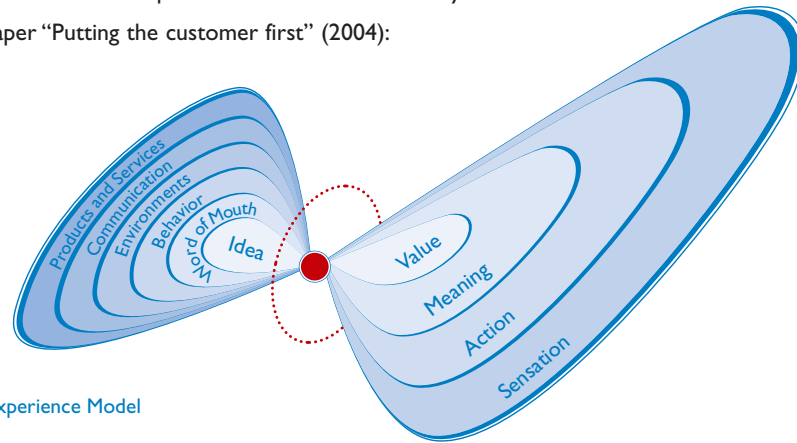 aper “Putting the customer first” (2004):
Products and Services
Communication
Environments
Behavior
Word of Mouth
Idea
Value
Meaning
Action
Sensation
xperience Model